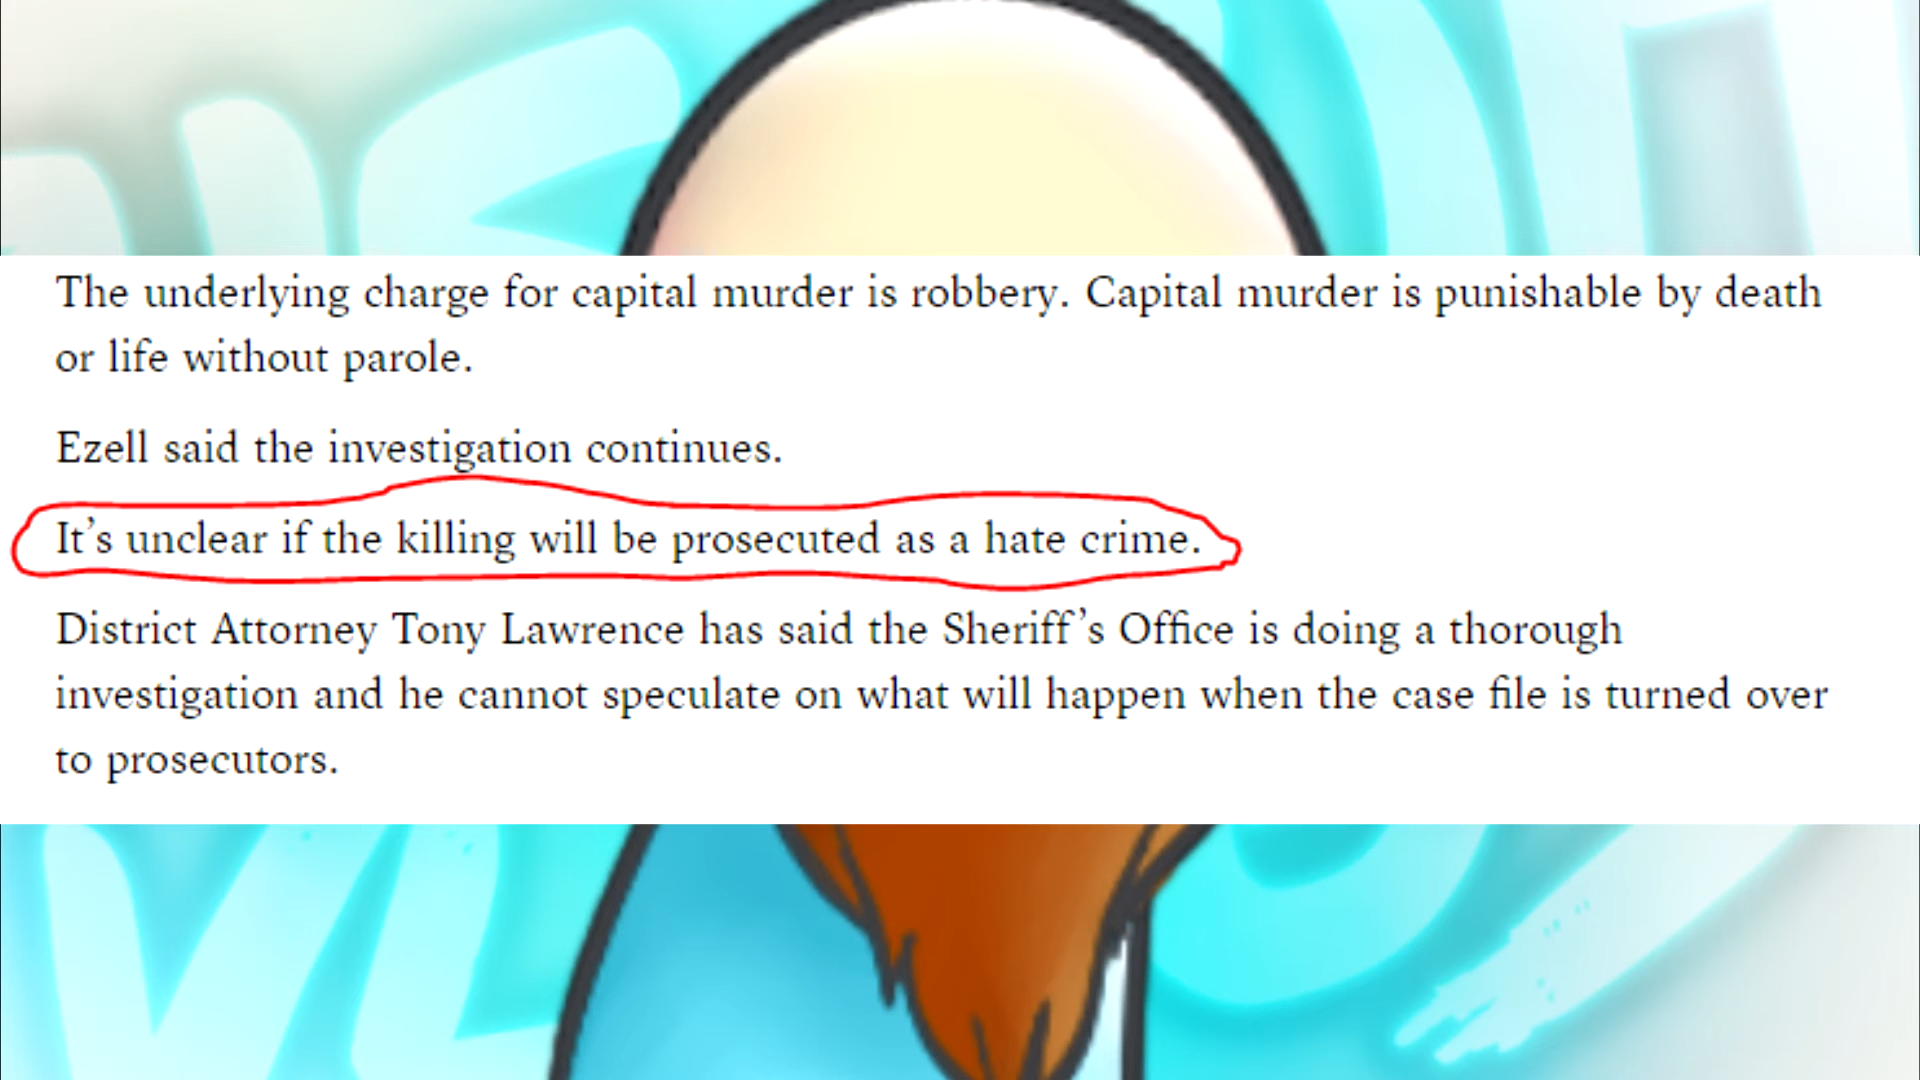 The underlying charge for capital murder is robbery. Capital murder is punishable by death
or life without parole.
Ezell said the investigation continues.
It’s unclear if the killing will be prosecuted as a hate crime.
District Attorney Tony Lawrence has said the Sheriff’s Office is doing a thorough
investigation and he cannot speculate on what will happen when the case file is turned over
to prosecutors.